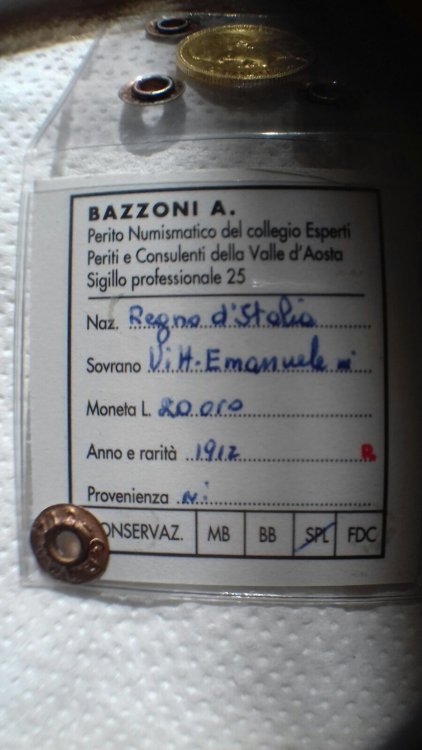 BAZZONI A.
Perito Numismatico del collegio Esperti
Periti e Consulenti della Valle d'Aosta
Sigillo professionale 25
Naz. Regno d'Italia
Sovrano Vitt. Emanuele III
Moneta L. 20 oro
Anno e rarità 1912 R
Provenienza
ONSERVAZ. MB BB SPL FDC